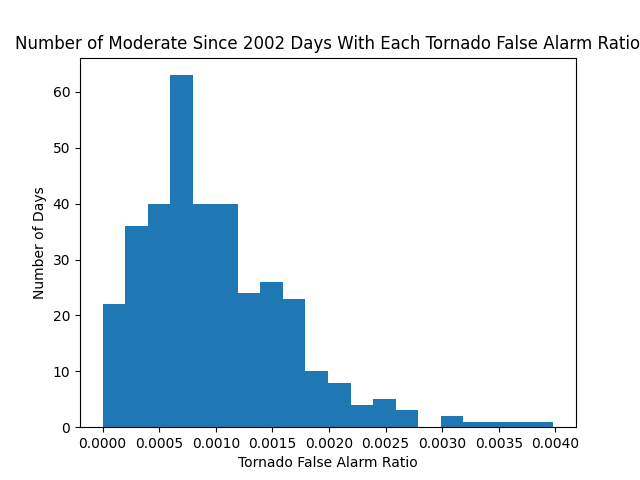 Number of Moderate Since 2002 Days With Each Tornado False Alarm Ratio
60
50
40
30
20
10
0
Number of Days
0.0000 0.0005 0.0010 0.0015 0.0020 0.0025 0.0030 0.0035 0.0040
Tornado False Alarm Ratio